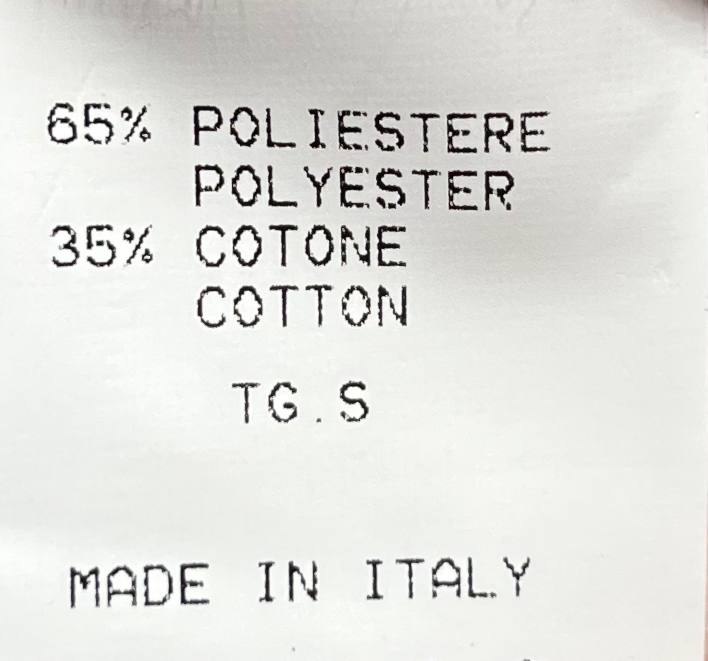 65% POLIESTERE
POLYESTER
35% COTONE
COTTON
TG.S
MADE IN ITALY